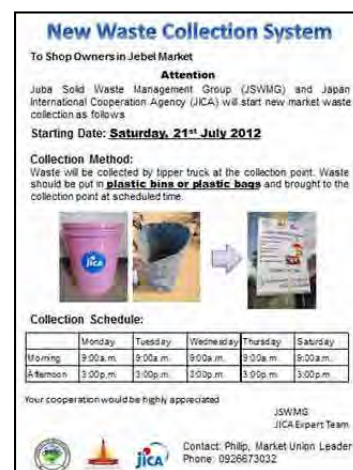 New Waste Collection System
To Shop Owners in Jebel Market
Attention
Juba Solid Waste Management Group (JSWMG) and Japan
International Cooperation Agency (JICA) will start new market waste
collection as follows
Starting Date: Saturday, 21st July 2012
Collection Method:
Waste will be collected by tipper truck at the collection point. Waste
should be put in plastic bins or plastic bags and brought to the
collection point at scheduled time.
jica
Collection Schedule:
Monday Tuesday Wednesday Thursday Saturday
Morning 9:00a.m. 9:00a.m. 9:00a.m. 9:00a.m. 9:00a.m.
Afternoon 3:00p.m. 3:00p.m. 3:00p.m. 3:00p.m. 3:00p.m.
Your cooperation would be highly appreciated
JSWMG
JICA Expert Team
jica
Contact: Philip, Market Union Leader
Phone: 0926673032